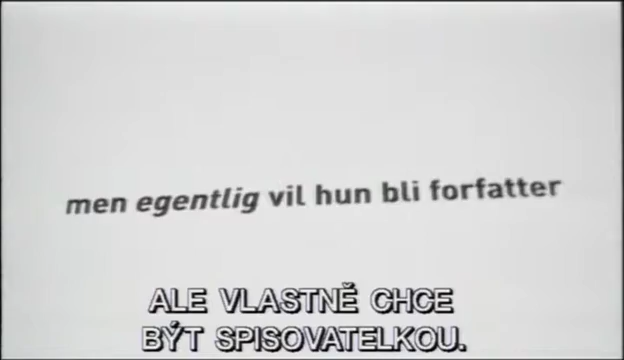 men egentlig vil hun bli forfatter
ALE VLASTNĚ CHCE
BÝT SPISOVATELKOU.